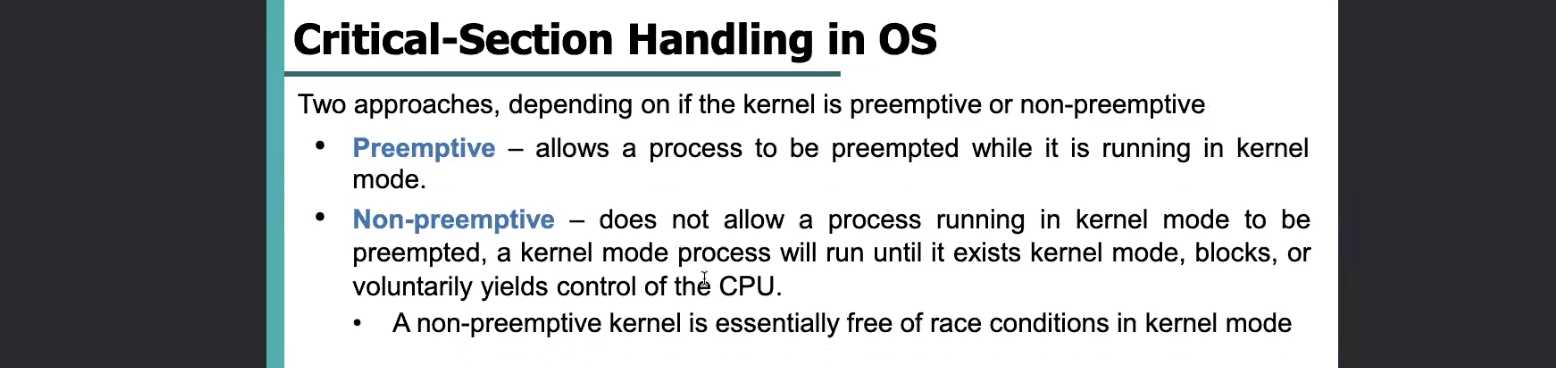 Critical-Section Handling in OS
Two approaches, depending on if the kernel is preemptive or non-preemptive
• Preemptive – allows a process to be preempted while it is running in kernel
mode.
• Non-preemptive – does not allow a process running in kernel mode to be
preempted, a kernel mode process will run until it exists kernel mode, blocks, or
voluntarily yields control of the CPU.
• A non-preemptive kernel is essentially free of race conditions in kernel mode